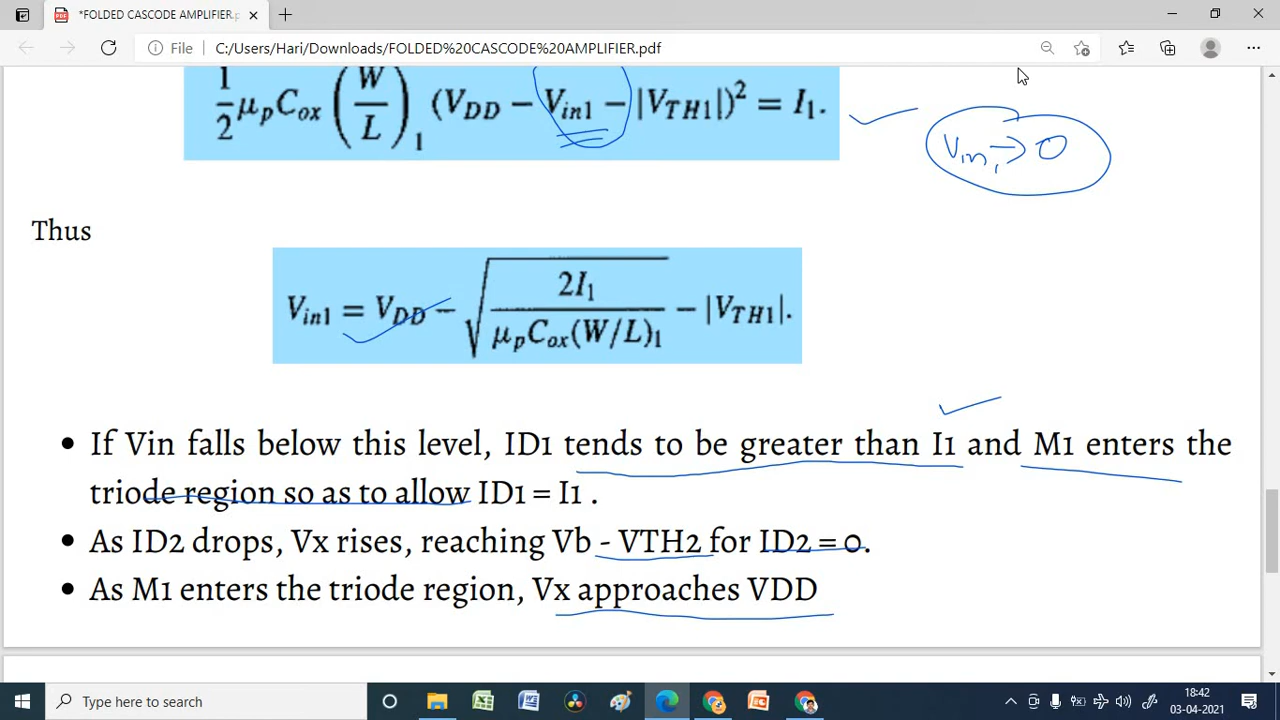 *FOLDED CASCODE AMPLIFIER.p
File C:/Users/Hari/Downloads/FOLDED%20CASCODE%20AMPLIFIER.pdf
1/2 μpCox (W/L)1 (VDD − Vin1 − |VTH1|)² = I1.
Vin1 → 0
Thus
Vin1 = VDD − √(2I1 / μpCox(W/L)1) − |VTH1|.
• If Vin falls below this level, ID1 tends to be greater than I1 and M1 enters the
triode region so as to allow ID1 = I1 .
• As ID2 drops, Vx rises, reaching Vb - VTH2 for ID2 = 0.
• As M1 enters the triode region, Vx approaches VDD
Type here to search
18:42
03-04-2021